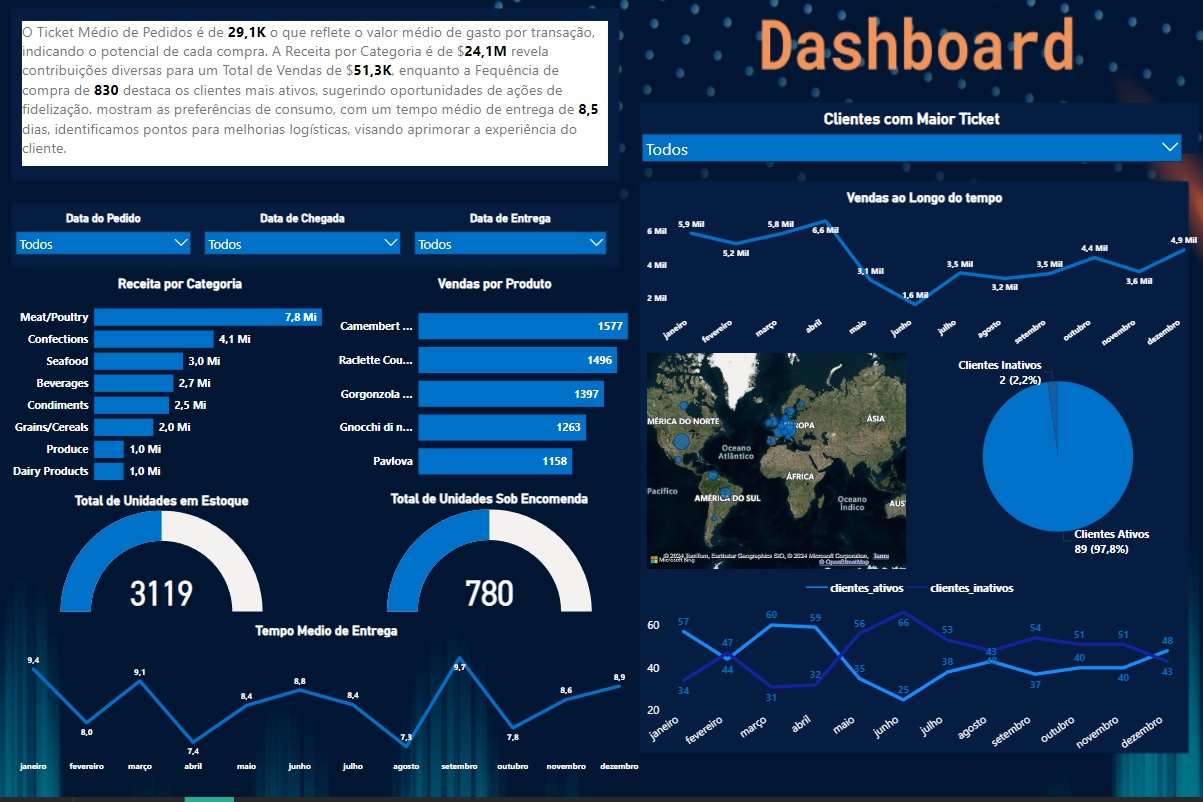 O Ticket Médio de Pedidos é de 29,1K o que reflete o valor médio de gasto por transação,
indicando o potencial de cada compra. A Receita por Categoria é de $24,1M revela
contribuições diversas para um Total de Vendas de $51,3K, enquanto a Fequência de
compra de 830 destaca os clientes mais ativos, sugerindo oportunidades de ações de
fidelização. mostram as preferências de consumo, com um tempo médio de entrega de 8,5
dias, identificamos pontos para melhorias logísticas, visando aprimorar a experiência do
cliente.
Dashboard
Clientes com Maior Ticket
Todos
Data do Pedido
Todos
Data de Chegada
Todos
Data de Entrega
Todos
Receita por Categoria
Meat/Poultry 7,8 Mi
Confections 4,1 Mi
Seafood 3,0 Mi
Beverages 2,7 Mi
Condiments 2,5 Mi
Grains/Cereals 2,0 Mi
Produce 1,0 Mi
Dairy Products 1,0 Mi
Vendas por Produto
Camembert ... 1577
Raclette Cou... 1496
Gorgonzola ... 1397
Gnocchi di n... 1263
Pavlova 1158
Total de Unidades em Estoque
3119
Total de Unidades Sob Encomenda
780
Tempo Medio de Entrega
9,4 8,0 9,1 7,4 8,4 8,8 8,4 7,3 9,7 7,8 8,6 8,9
janeiro fevereiro março abril maio junho julho agosto setembro outubro novembro dezembro
Vendas ao Longo do tempo
6 Mil
4 Mil
2 Mil
5,9 Mil 5,2 Mil 5,8 Mil 6,6 Mil 3,1 Mil 1,6 Mil 3,5 Mil 3,2 Mil 3,5 Mil 4,4 Mil 3,6 Mil 4,9 Mil
janeiro fevereiro março abril maio junho julho agosto setembro outubro novembro dezembro
MÉRICA DO NORTE
ROPA
ÁSIA
Oceano
Atlântico
ÁFRICA
Pacífico
AMÉRICA DO SUL
Oceano
Índico
AUS
Microsoft Bing
© 2024 TomTom, Earthstar Geographics SIO, © 2024 Microsoft Corporation, Terms
© OpenStreetMap
Clientes Inativos
2 (2,2%)
Clientes Ativos
89 (97,8%)
clientes_ativos clientes_inativos
60
40
20
57 44 60 59 35 25 38 43 37 40 40 48
34 47 31 32 56 66 53 48 54 51 51 43
janeiro fevereiro março abril maio junho julho agosto setembro outubro novembro dezembro